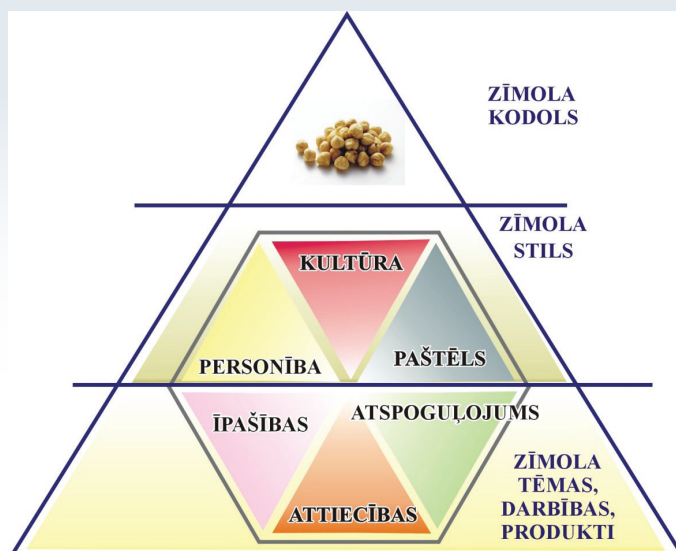 ZĪMOLA
KODOLS
ZĪMOLA
STILS
KULTŪRA
PERSONĪBA
PAŠTĒLS
ĪPAŠĪBAS
ATSPOGUĻOJUMS
ATTIECĪBAS
ZĪMOLA
TĒMAS,
DARBĪBAS,
PRODUKTI